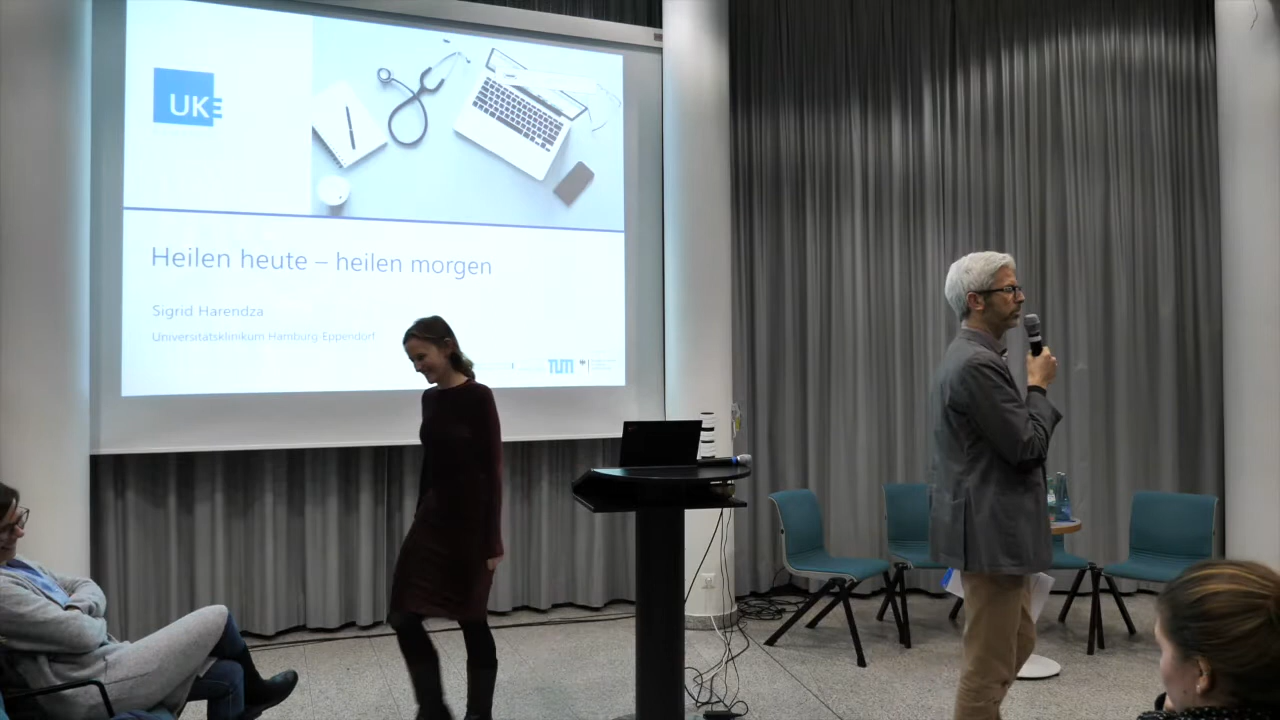 UKE
Heilen heute – heilen morgen
Sigrid Harendza
Universitätsklinikum Hamburg-Eppendorf
TUM